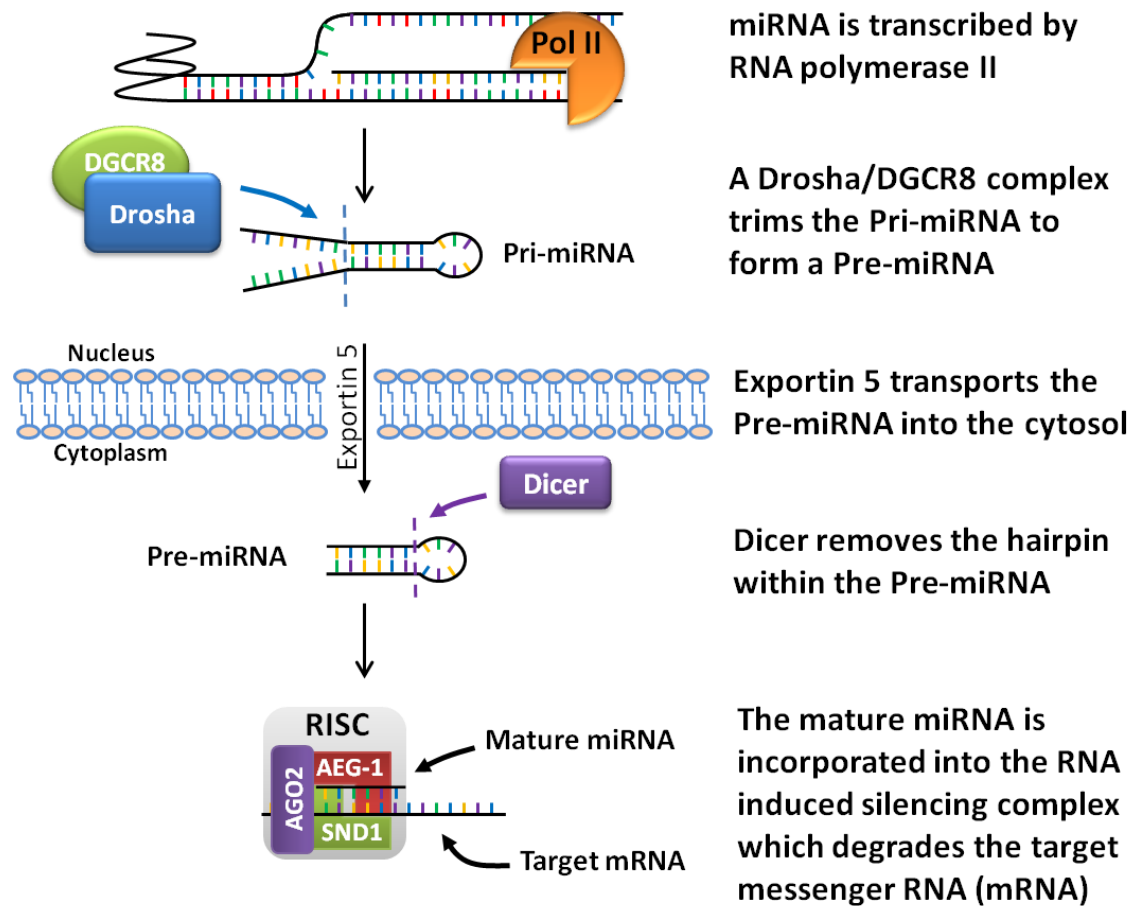 Pol II
miRNA is transcribed by
RNA polymerase II
DGCR8
Drosha
Pri-miRNA
A Drosha/DGCR8 complex
trims the Pri-miRNA to
form a Pre-miRNA
Nucleus
Cytoplasm
Exportin 5
Exportin 5 transports the
Pre-miRNA into the cytosol
Dicer
Pre-miRNA
Dicer removes the hairpin
within the Pre-miRNA
RISC
AGO2
AEG-1
SND1
Mature miRNA
Target mRNA
The mature miRNA is
incorporated into the RNA
induced silencing complex
which degrades the target
messenger RNA (mRNA)